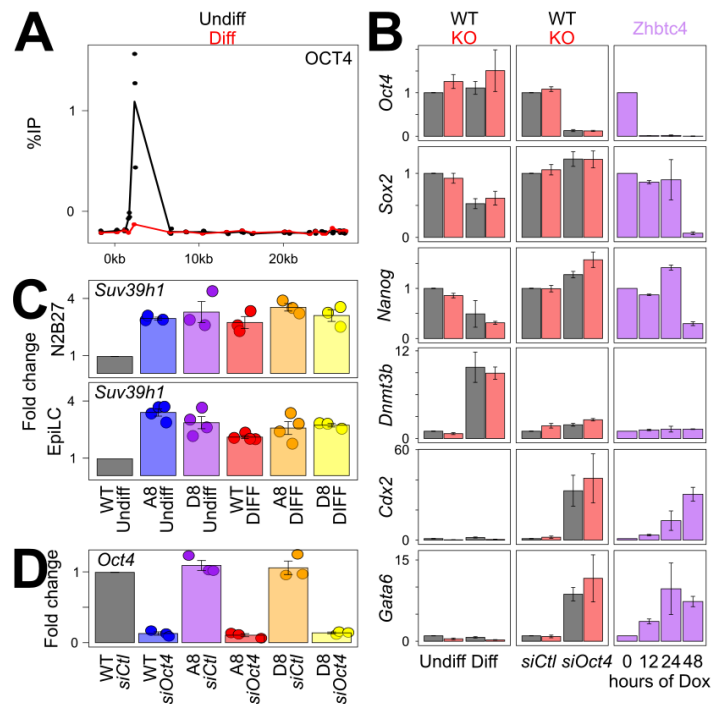 A
Undiff
Diff
OCT4
%IP
1
0
0kb
10kb
20kb
B
WT
KO
WT
KO
Zhbtc4
Oct4
1
0
Sox2
1
0
Nanog
1
0
Dnmt3b
12
0
Cdx2
60
0
Gata6
15
0
Undiff Diff
siCtl siOct4
0 12 24 48
hours of Dox
C
Fold change
N2B27
Suv39h1
4
1
EpiLC
Suv39h1
4
1
WT
Undiff
A8
Undiff
D8
Undiff
WT
DIFF
A8
DIFF
D8
DIFF
D
Fold change
Oct4
1
0
WT
siCtl
WT
siOct4
A8
siCtl
A8
siOct4
D8
siCtl
D8
siOct4